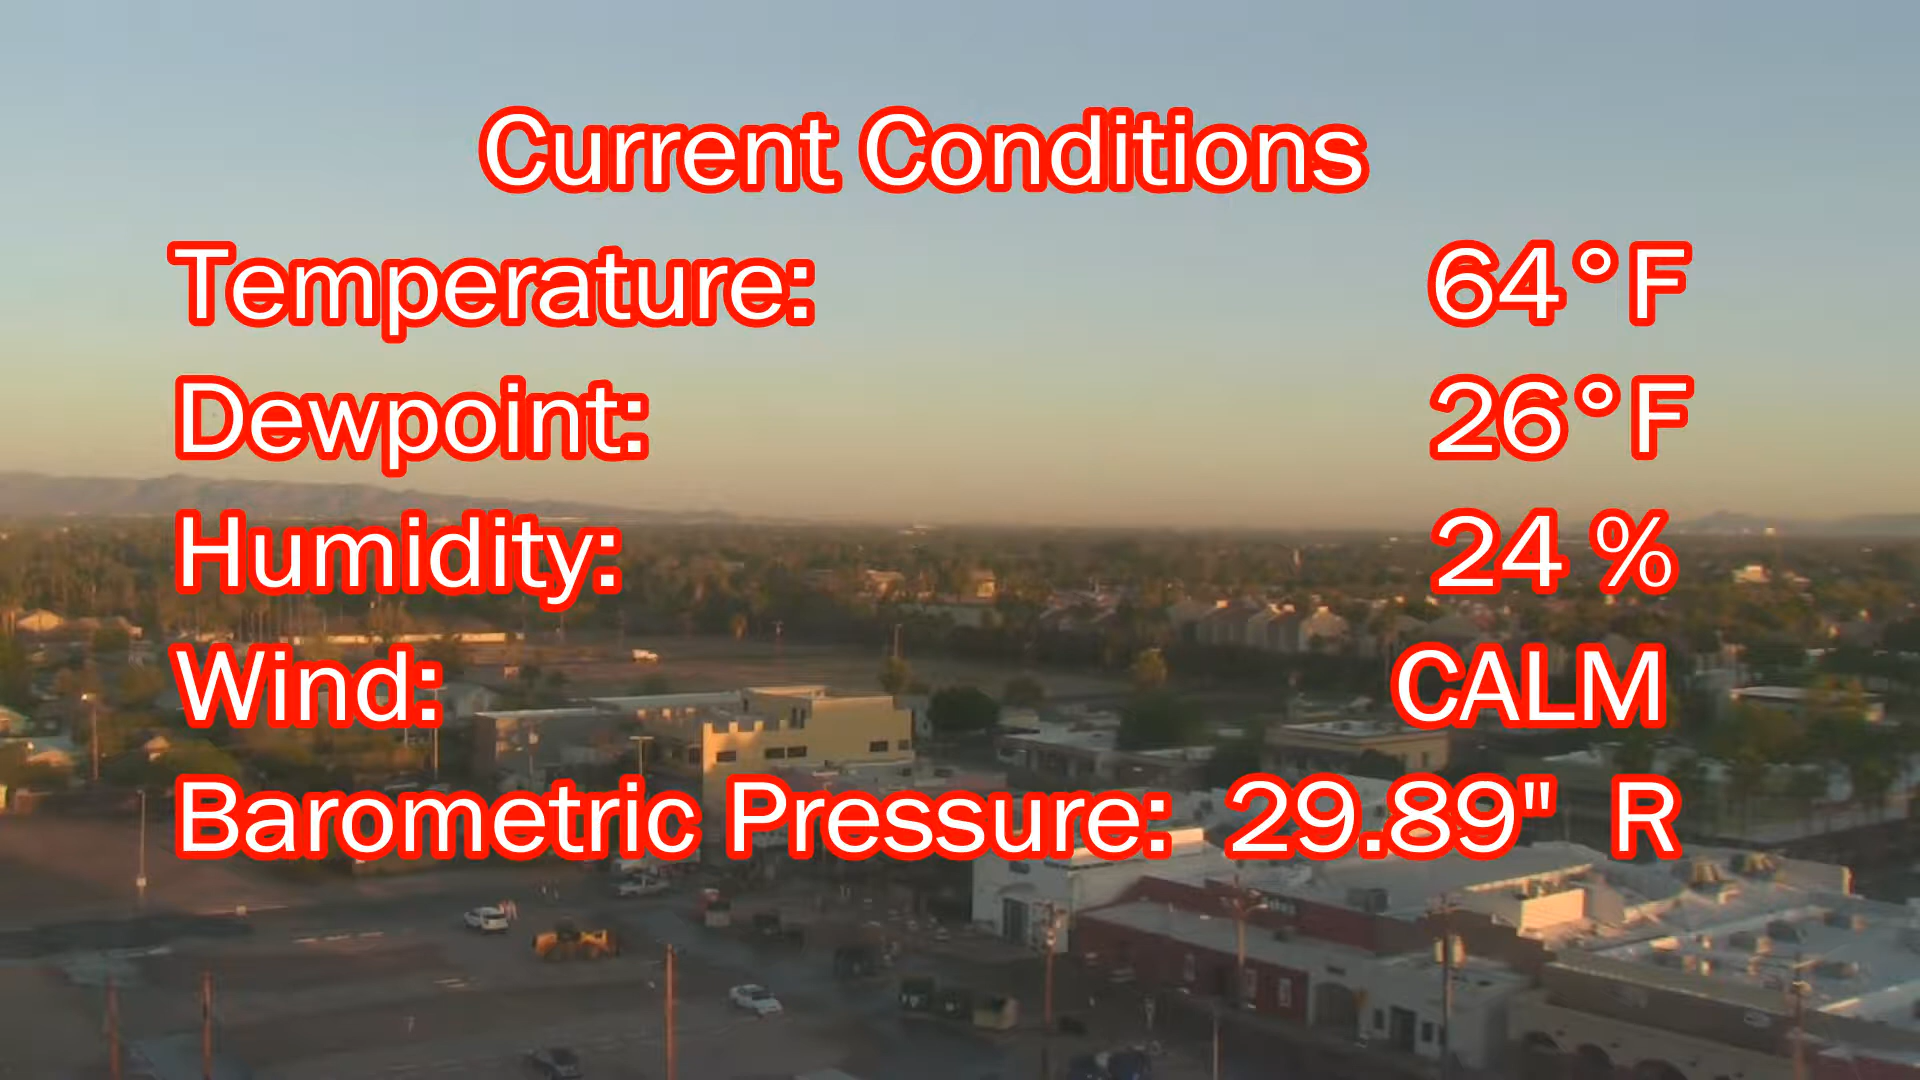 Current Conditions
Temperature: 64°F
Dewpoint: 26°F
Humidity: 24 %
Wind: CALM
Barometric Pressure: 29.89" R